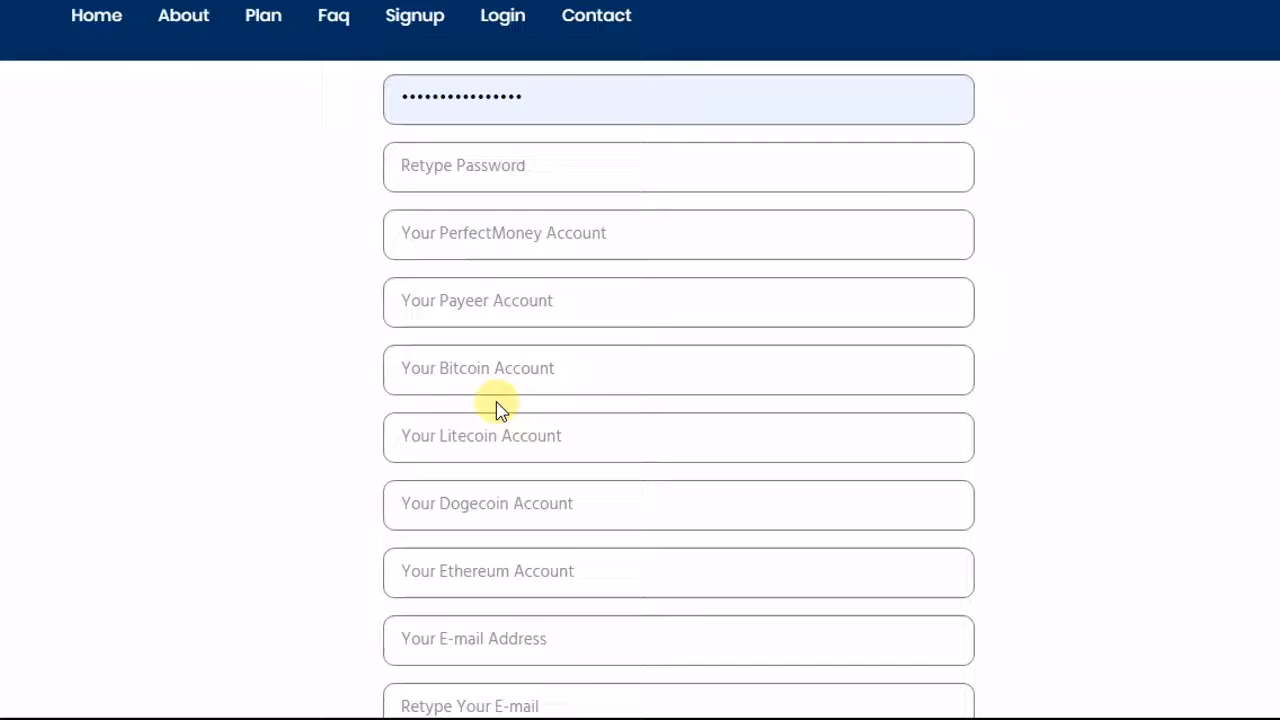 Home About Plan Faq Signup Login Contact
••••••••••••••••
Retype Password
Your PerfectMoney Account
Your Payeer Account
Your Bitcoin Account
Your Litecoin Account
Your Dogecoin Account
Your Ethereum Account
Your E-mail Address
Retype Your E-mail